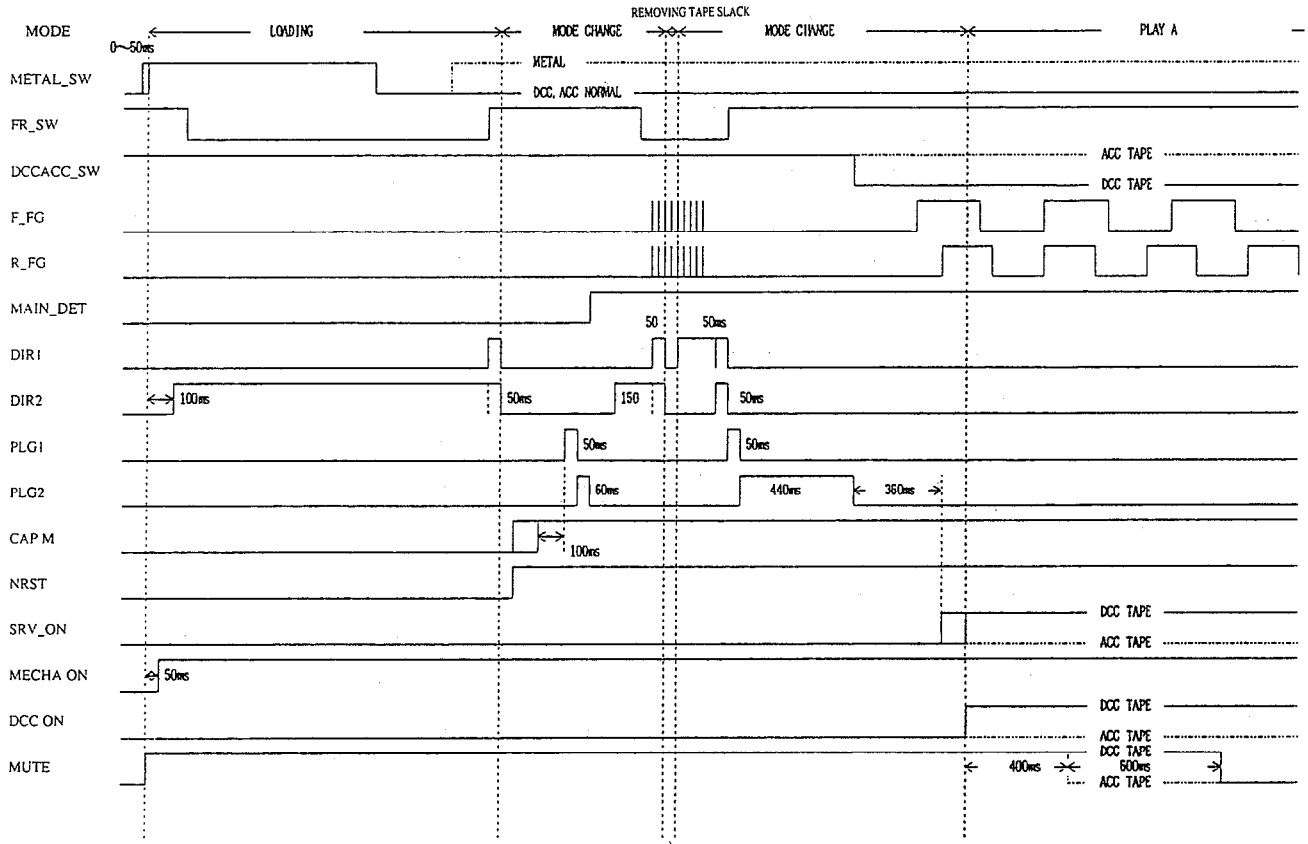 REMOVING TAPE SLACK
MODE LOADING MODE CHANGE MODE CHANGE PLAY A
0~50ms
METAL_SW METAL
DCC, ACC NORMAL
FR_SW
DCCACC_SW ACC TAPE
DCC TAPE
F_FG
R_FG
MAIN_DET
50 50ms
DIR1
DIR2 100ms 50ms 150 50ms
PLG1 50ms 50ms
PLG2 60ms 440ms 360ms
CAP M
100ms
NRST
SRV_ON DCC TAPE
ACC TAPE
MECHA ON 50ms
DCC ON DCC TAPE
ACC TAPE
DCC TAPE
MUTE 400ms 600ms
ACC TAPE